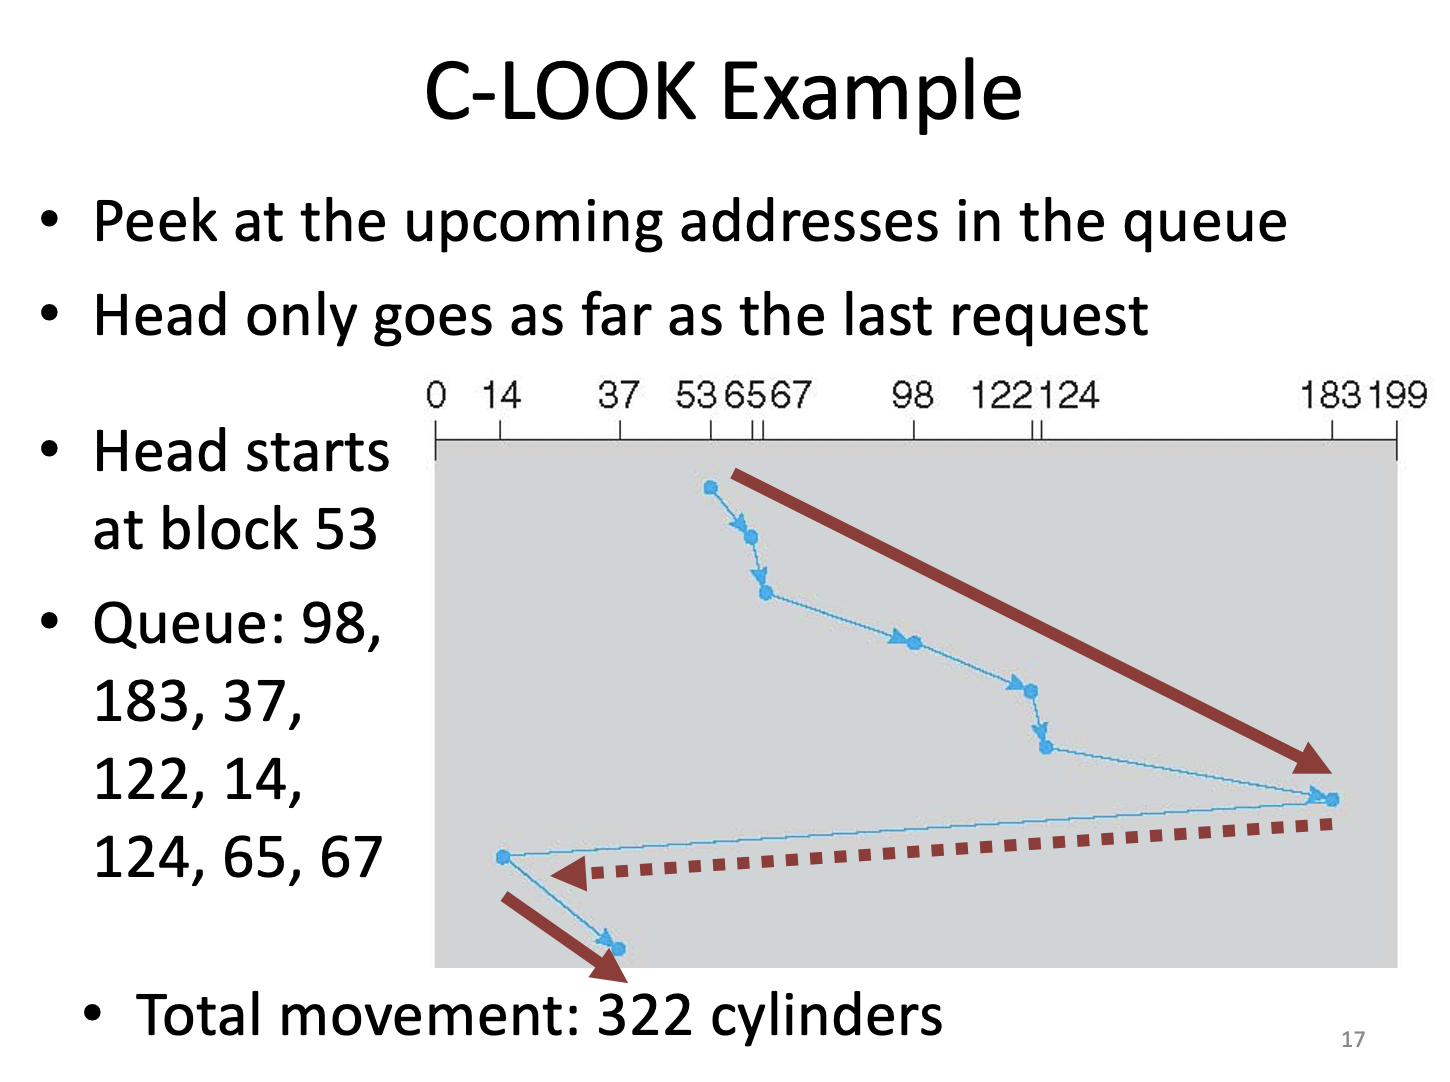 C-LOOK Example
• Peek at the upcoming addresses in the queue
• Head only goes as far as the last request
0 14 37 53 65 67 98 122 124 183 199
• Head starts
at block 53
• Queue: 98,
183, 37,
122, 14,
124, 65, 67
• Total movement: 322 cylinders
17